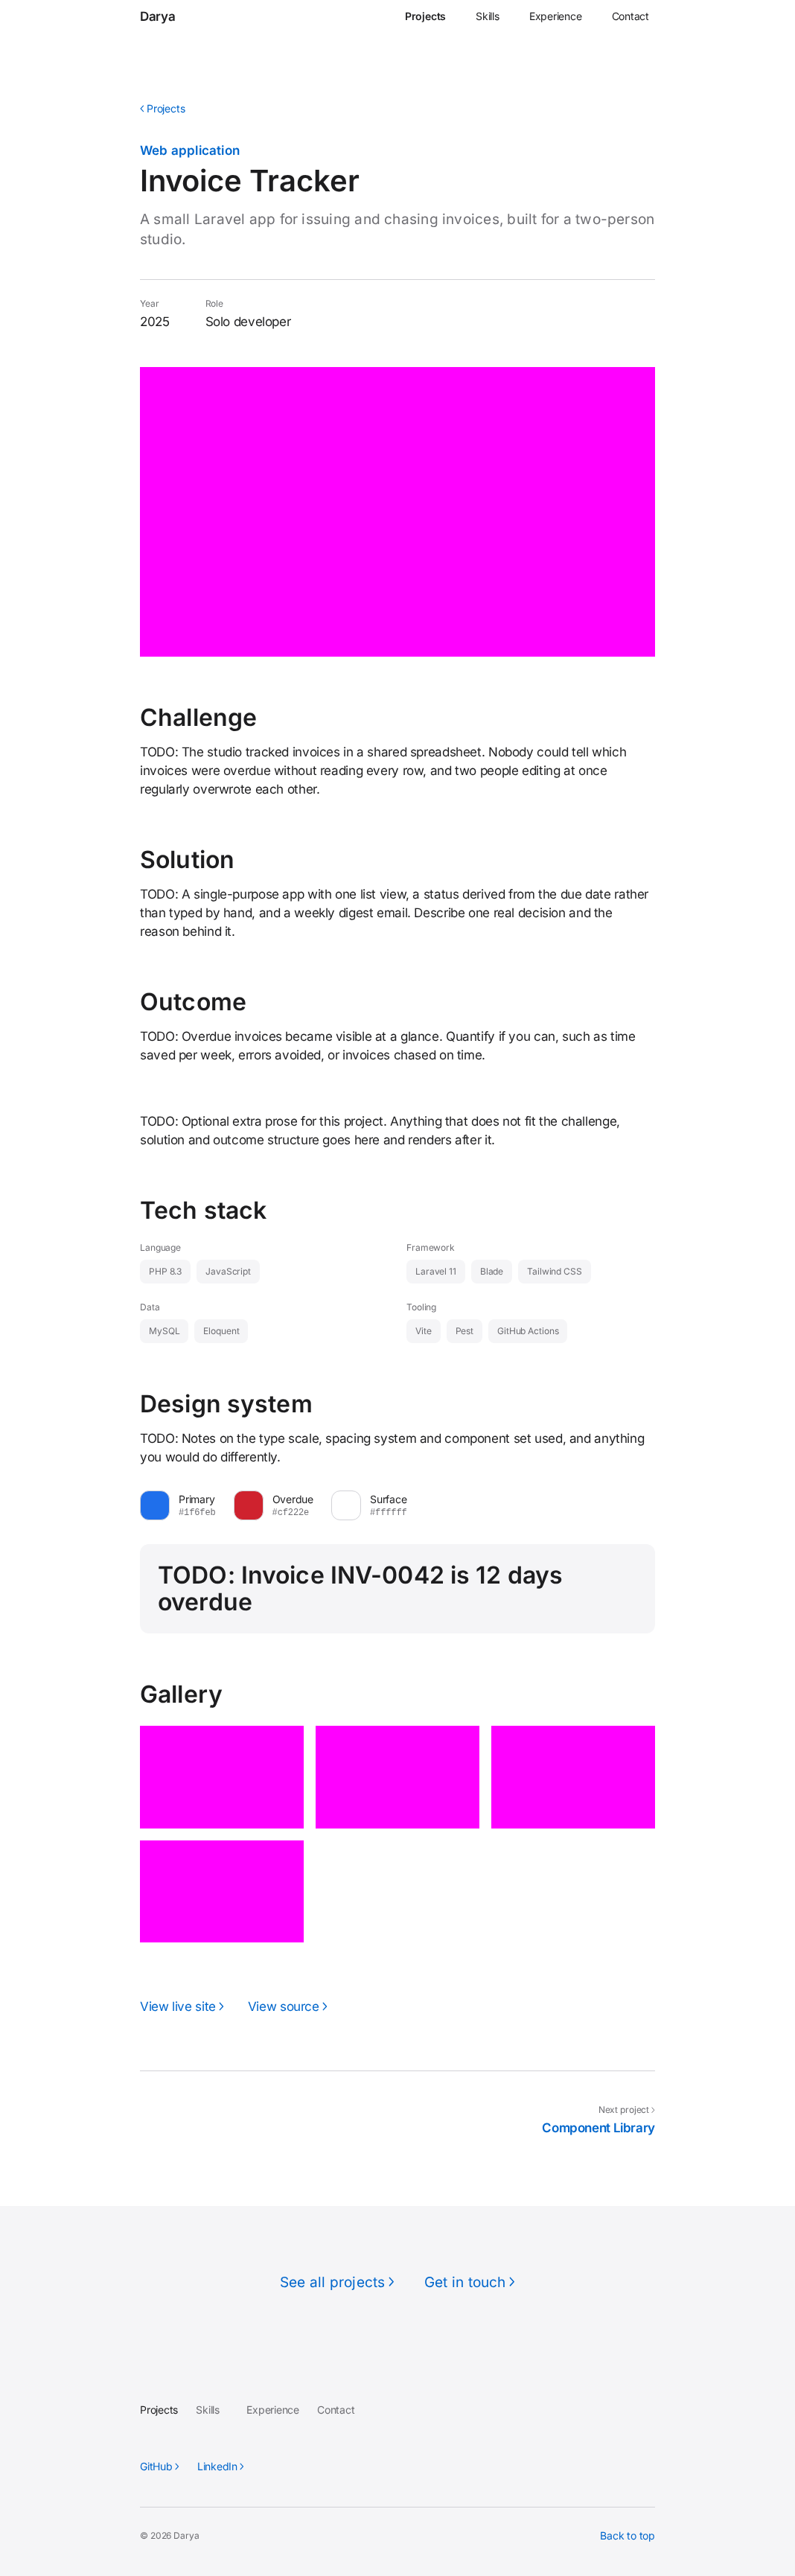 Darya
Projects Skills Experience Contact
Projects
Web application
Invoice Tracker
A small Laravel app for issuing and chasing invoices, built for a two-person
studio.
Year Role
2025 Solo developer
Challenge
TODO: The studio tracked invoices in a shared spreadsheet. Nobody could tell which
invoices were overdue without reading every row, and two people editing at once
regularly overwrote each other.
Solution
TODO: A single-purpose app with one list view, a status derived from the due date rather
than typed by hand, and a weekly digest email. Describe one real decision and the
reason behind it.
Outcome
TODO: Overdue invoices became visible at a glance. Quantify if you can, such as time
saved per week, errors avoided, or invoices chased on time.
TODO: Optional extra prose for this project. Anything that does not fit the challenge,
solution and outcome structure goes here and renders after it.
Tech stack
Language Framework
PHP 8.3 JavaScript Laravel 11 Blade Tailwind CSS
Data Tooling
MySQL Eloquent Vite Pest GitHub Actions
Design system
TODO: Notes on the type scale, spacing system and component set used, and anything
you would do differently.
Primary Overdue Surface
#1f6feb #cf222e #ffffff
TODO: Invoice INV-0042 is 12 days
overdue
Gallery
View live site View source
Next project
Component Library
See all projects Get in touch
Projects Skills Experience Contact
GitHub LinkedIn
© 2026 Darya Back to top